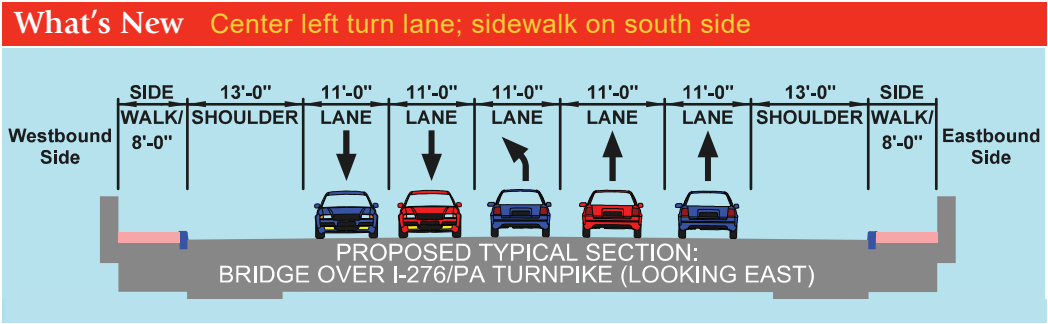 What's New Center left turn lane; sidewalk on south side
SIDE 13'-0" 11'-0" 11'-0" 11'-0" 11'-0" 11'-0" 13'-0" SIDE
WALK/ SHOULDER LANE LANE LANE LANE LANE SHOULDER WALK/
8'-0" 8'-0"
Westbound
Side
Eastbound
Side
PROPOSED TYPICAL SECTION:
BRIDGE OVER I-276/PA TURNPIKE (LOOKING EAST)